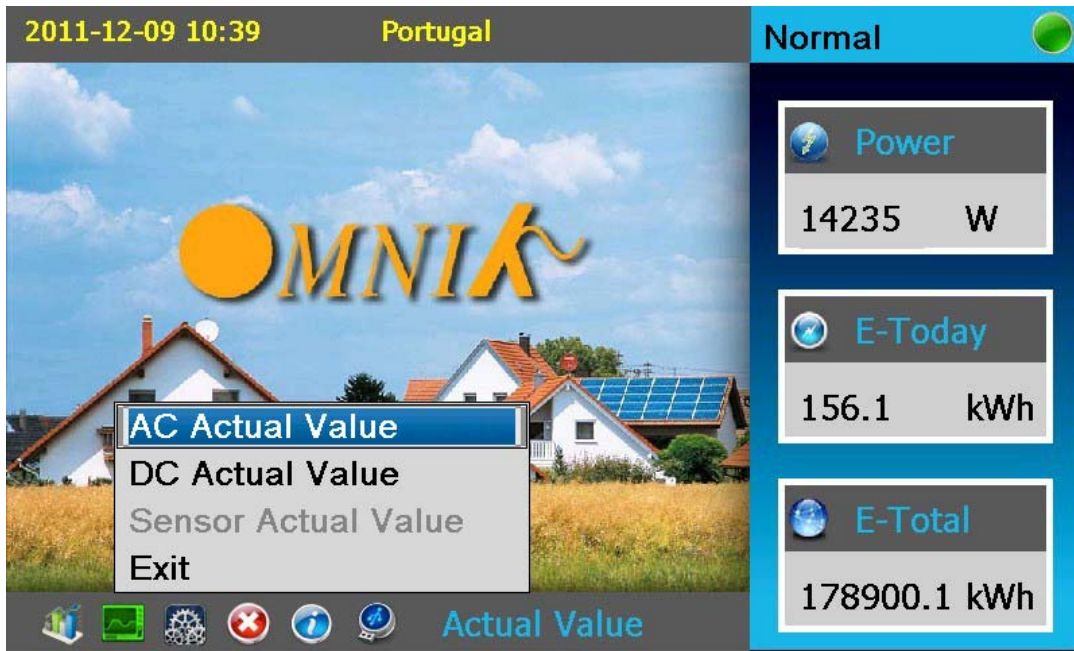 2011-12-09 10:39 Portugal
Normal
OMNIK
Power
14235 W
E-Today
156.1 kWh
E-Total
178900.1 kWh
AC Actual Value
DC Actual Value
Sensor Actual Value
Exit
Actual Value